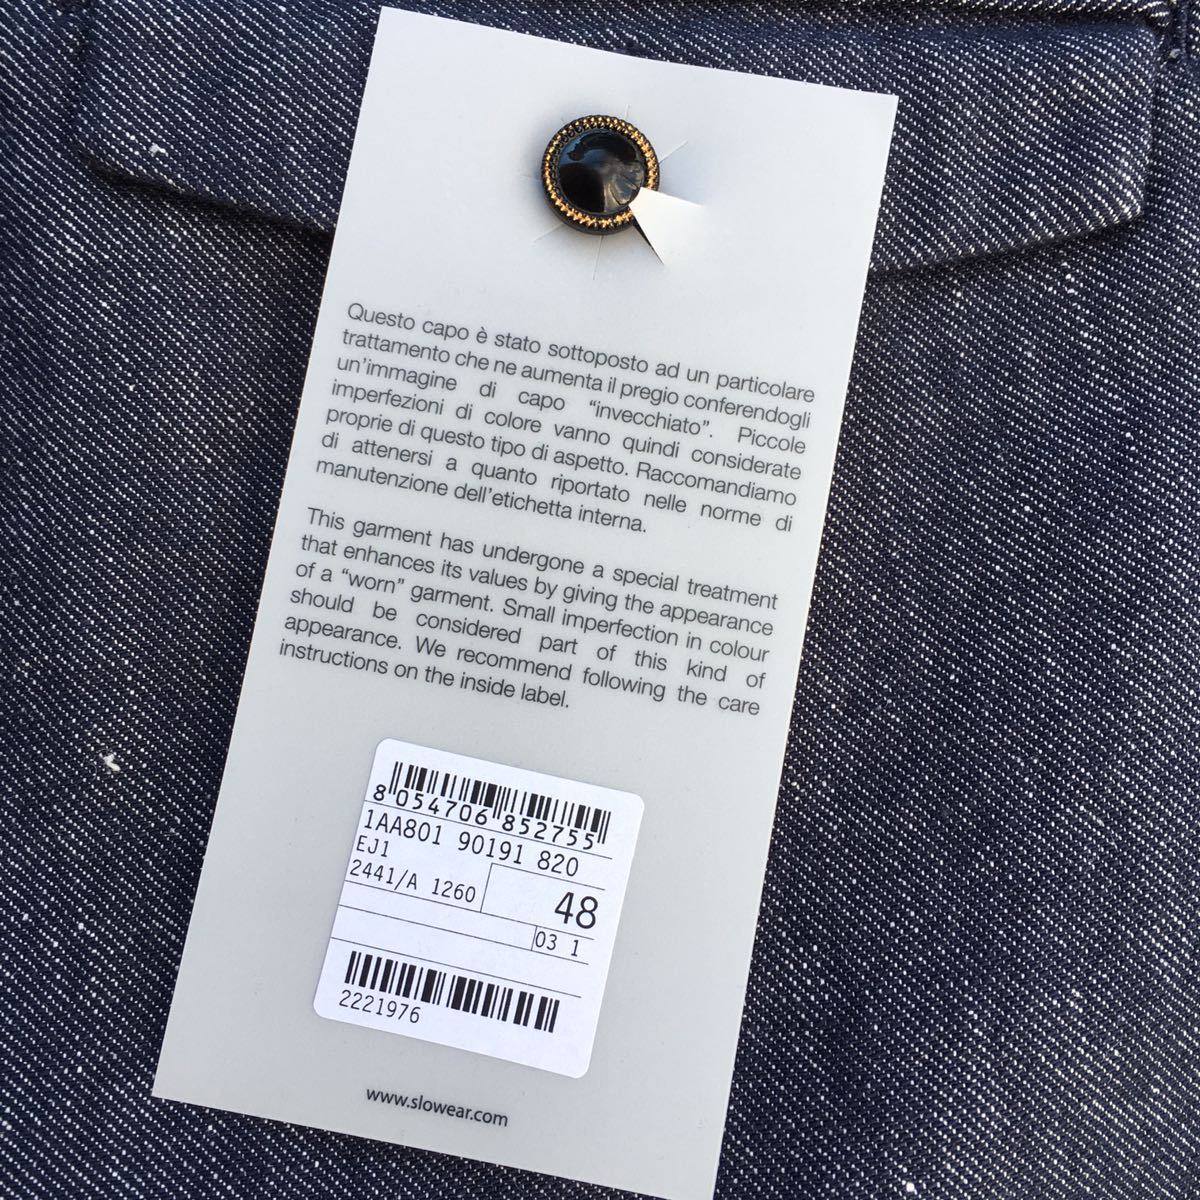 Questo capo è stato sottoposto ad un particolare
trattamento che ne aumenta il pregio conferendogli
un'immagine di capo "invecchiato". Piccole
imperfezioni di colore vanno quindi considerate
proprie di questo tipo di aspetto. Raccomandiamo
di attenersi a quanto riportato nelle norme di
manutenzione dell'etichetta interna.
This garment has undergone a special treatment
that enhances its values by giving the appearance
of a "worn" garment. Small imperfection in colour
should be considered part of this kind of
appearance. We recommend following the care
instructions on the inside label.
8 054706 852755
1AA801 90191 820
EJ1
2441/A 1260
48
03 1
2221976
www.slowear.com